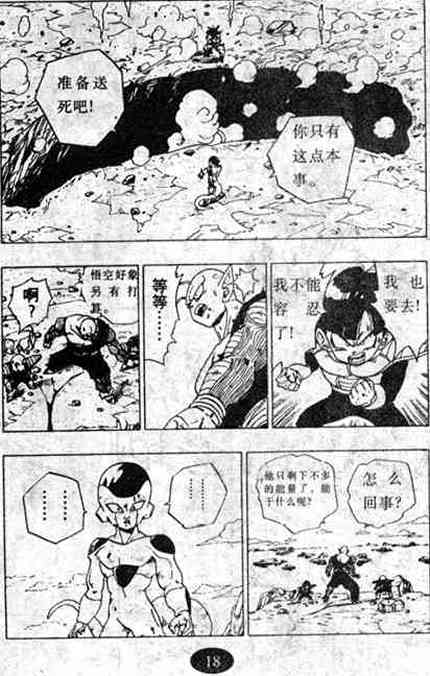 你只有
这点本
事。
准备送
死吧!
我也
要去!
我不能
容忍
了!
等等……
悟空好象
另有打
算。
啊?
怎么
回事?
他只剩下不多
的能量了，能
干什么呢?
………
………
18